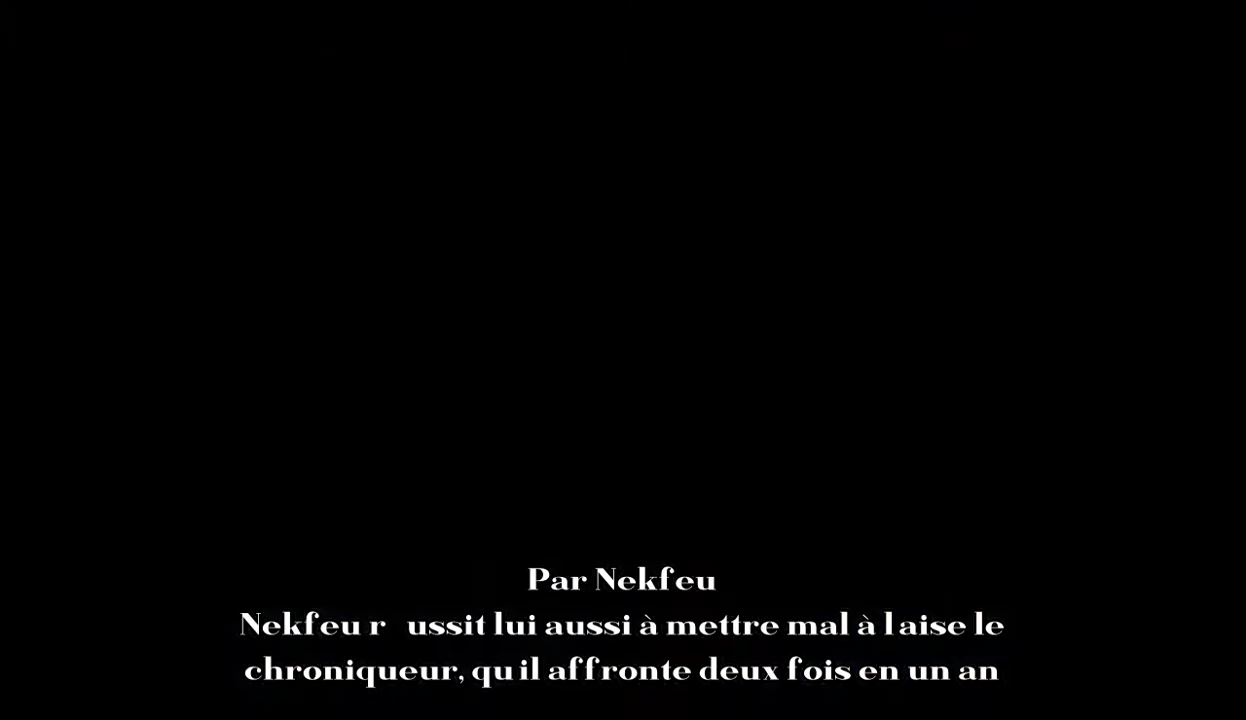 Par Nekfeu
Nekfeu r ussit lui aussi à mettre mal à l aise le
chroniqueur, qu il affronte deux fois en un an